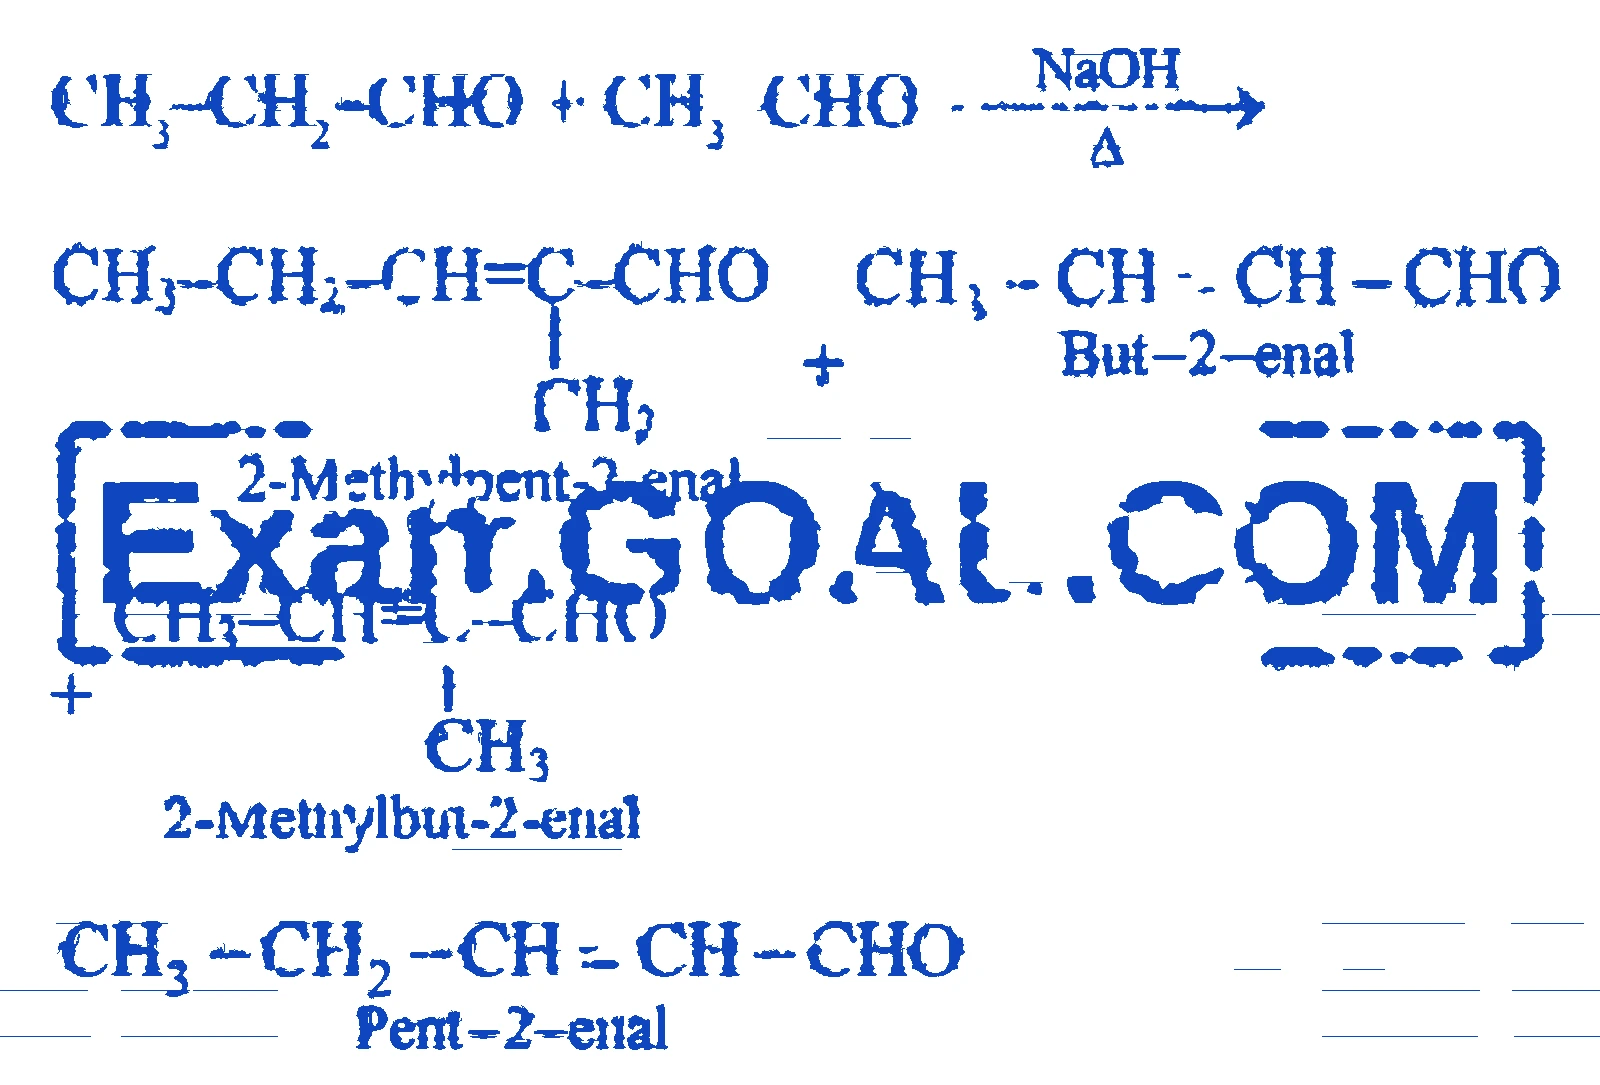 CH₃–CH₂–CHO + CH₃ CHO NaOH Δ
CH₃–CH₂–CH=C–CHO CH₃–CH=CH–CHO
But–2–enal
+
CH₃
2-Methylpent-2-enal
ExamGOAL.COM
CH₃–CH=C–CHO
+
CH₃
2-Methylbut-2-enal
CH₃–CH₂–CH=CH–CHO
Pent–2–enal